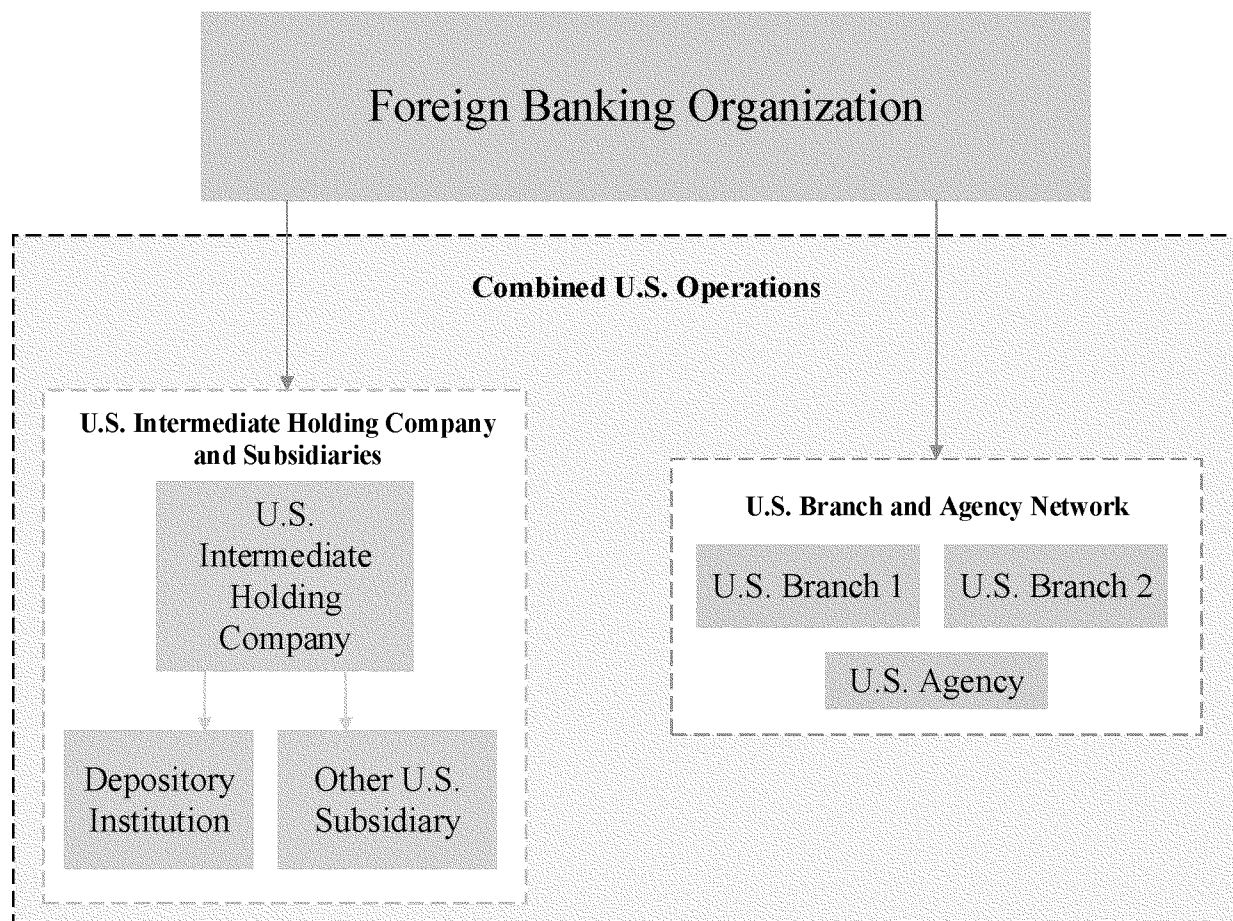 Foreign Banking Organization
Combined U.S. Operations
U.S. Intermediate Holding Company
and Subsidiaries
U.S.
Intermediate
Holding
Company
Depository
Institution
Other U.S.
Subsidiary
U.S. Branch and Agency Network
U.S. Branch 1
U.S. Branch 2
U.S. Agency